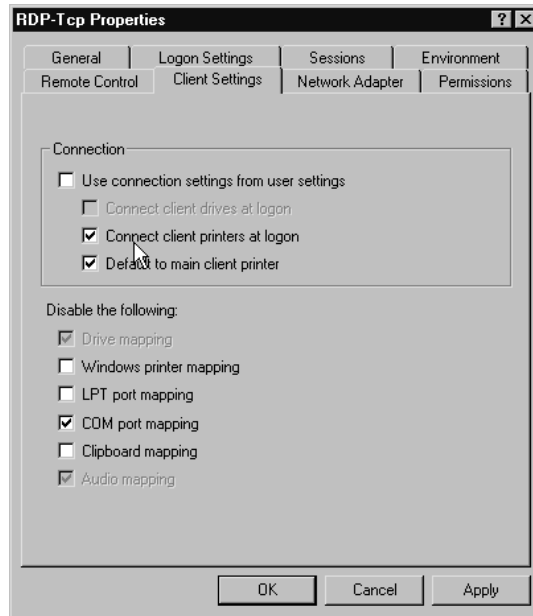 RDP-Tcp Properties
General Logon Settings Sessions Environment
Remote Control Client Settings Network Adapter Permissions
Connection
Use connection settings from user settings
Connect client drives at logon
Connect client printers at logon
Default to main client printer
Disable the following:
Drive mapping
Windows printer mapping
LPT port mapping
COM port mapping
Clipboard mapping
Audio mapping
OK Cancel Apply